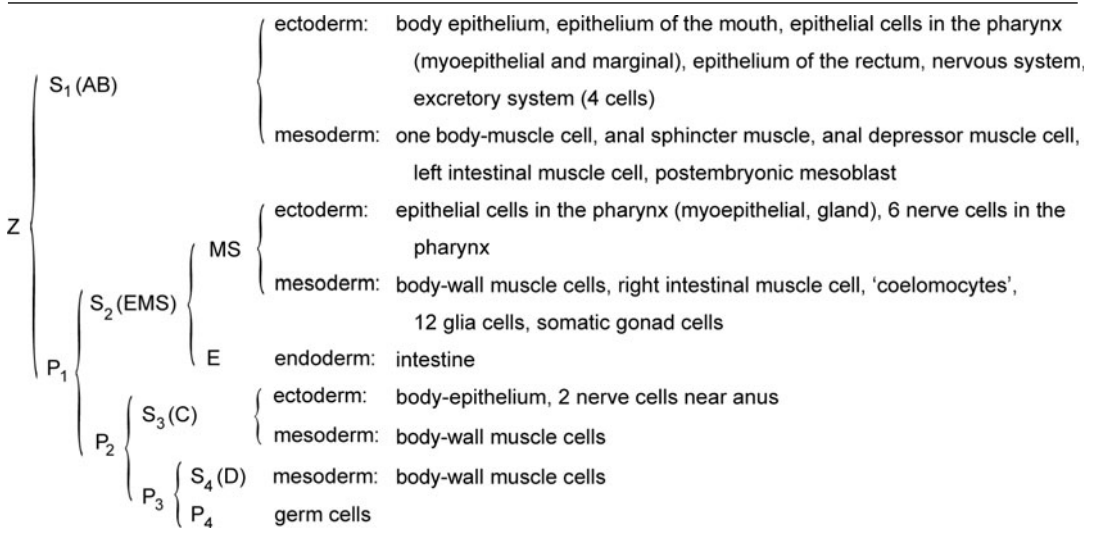 ectoderm: body epithelium, epithelium of the mouth, epithelial cells in the pharynx
(myoepithelial and marginal), epithelium of the rectum, nervous system,
S₁(AB)
excretory system (4 cells)
mesoderm: one body-muscle cell, anal sphincter muscle, anal depressor muscle cell,
left intestinal muscle cell, postembryonic mesoblast
ectoderm: epithelial cells in the pharynx (myoepithelial, gland), 6 nerve cells in the
Z
pharynx
MS
mesoderm: body-wall muscle cells, right intestinal muscle cell, ‘coelomocytes’,
S₂(EMS)
12 glia cells, somatic gonad cells
E endoderm: intestine
P₁
ectoderm: body-epithelium, 2 nerve cells near anus
S₃(C)
mesoderm: body-wall muscle cells
P₂
S₄(D) mesoderm: body-wall muscle cells
P₃
P₄ germ cells